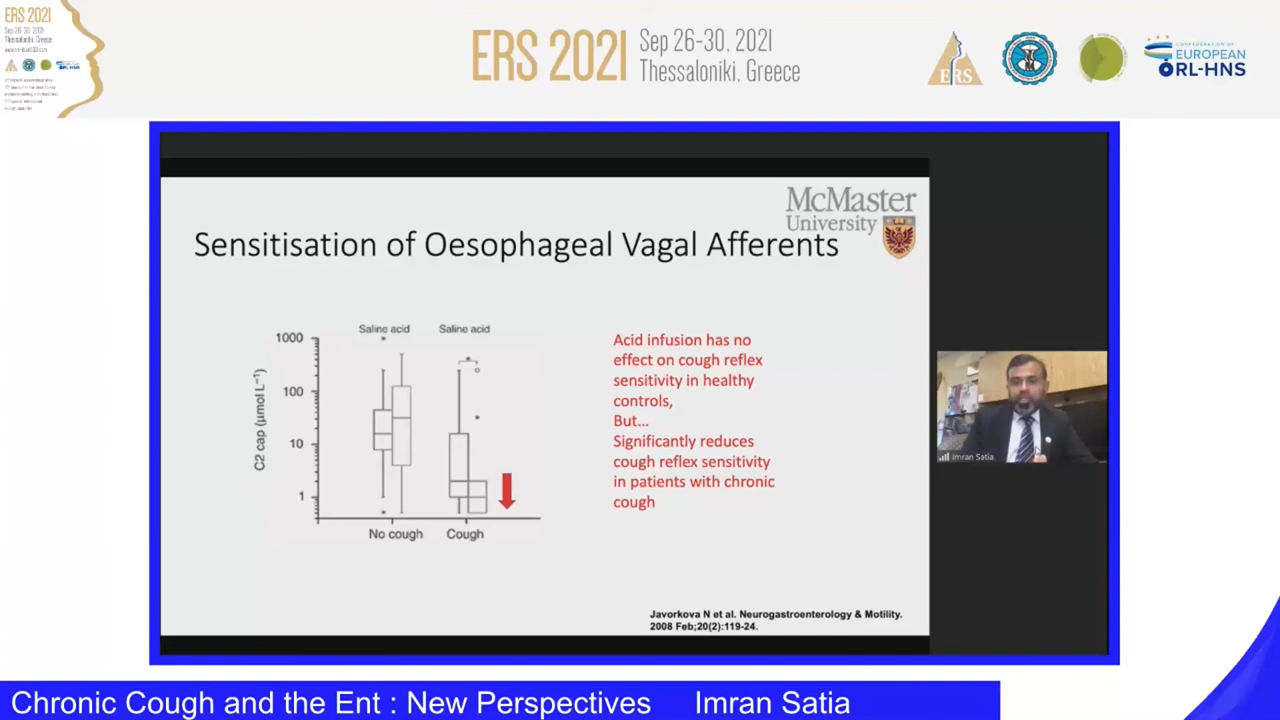 ERS 2021
Sep 26-30, 2021
Thessaloniki, Greece
ERS 2021
Sep 26-30, 2021
Thessaloniki, Greece
ERS
CONFEDERATION OF
EUROPEAN
ORL-HNS
McMaster
University
Sensitisation of Oesophageal Vagal Afferents
Saline acid
Saline acid
1000
100
10
1
C2 cap (µmol L⁻¹)
No cough
Cough
Acid infusion has no
effect on cough reflex
sensitivity in healthy
controls,
But...
Significantly reduces
cough reflex sensitivity
in patients with chronic
cough
Javorkova N et al. Neurogastroenterology & Motility.
2008 Feb;20(2):119-24.
Imran Satia
Chronic Cough and the Ent : New Perspectives Imran Satia